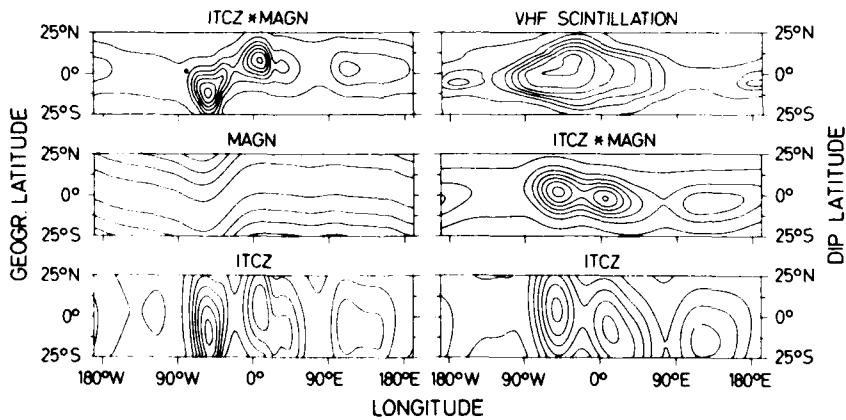 ITCZ * MAGN
VHF SCINTILLATION
25°N
0°
25°S
25°N
0°
25°S
MAGN
ITCZ * MAGN
25°N
0°
25°S
25°N
0°
25°S
ITCZ
ITCZ
25°N
0°
25°S
25°N
0°
25°S
GEOGR. LATITUDE
DIP LATITUDE
180°W 90°W 0° 90°E 180°E
90°W 0° 90°E 180°E
LONGITUDE